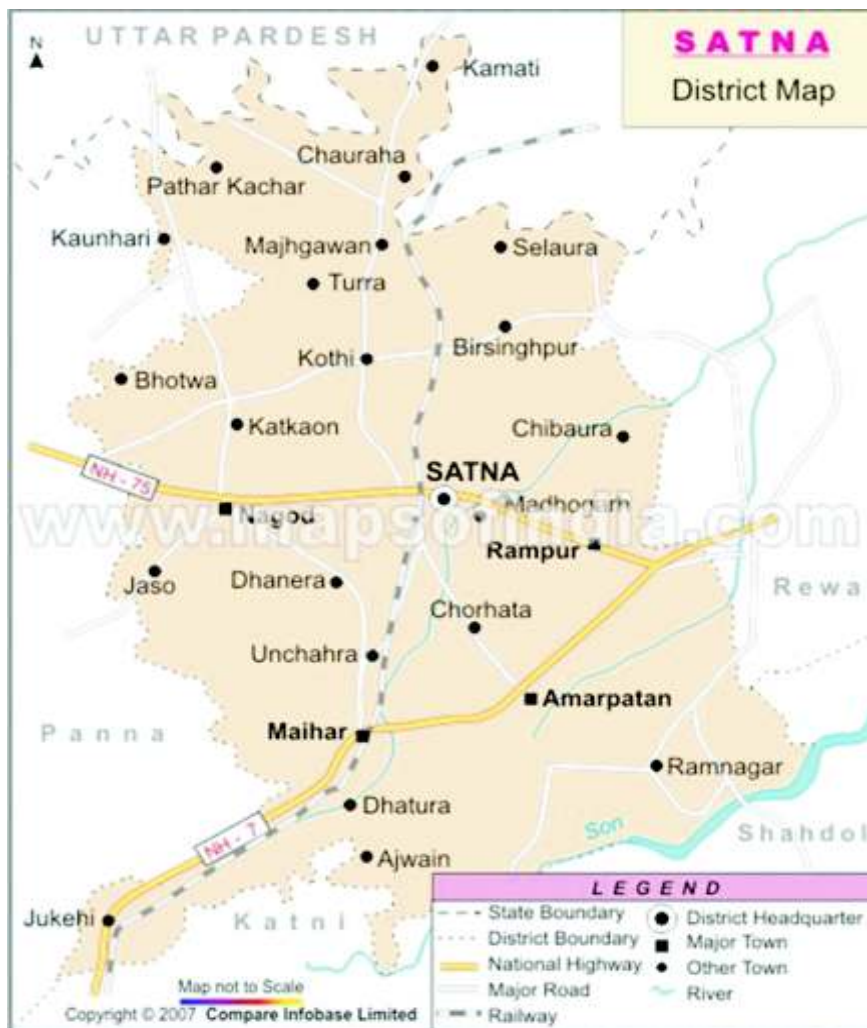 UTTAR PARDESH
SATNA
District Map
N
Kamati
Chauraha
Pathar Kachar
Kaunhari
Majhgawan
Selaura
Turra
Birsinghpur
Kothi
Bhotwa
Katkaon
Chibaura
NH - 75
SATNA
www.mapsofindia.com
Nagod
Madhogarh
Rampur
Jaso
Dhanera
Rewa
Chorhata
Unchahra
Amarpatan
Panna
Maihar
Ramnagar
Dhatura
Son
Shahdol
NH - 7
Ajwain
Jukehi
Katni
LEGEND
State Boundary
District Headquarter
District Boundary
Major Town
National Highway
Other Town
Major Road
River
Railway
Map not to Scale
Copyright © 2007 Compare Infobase Limited